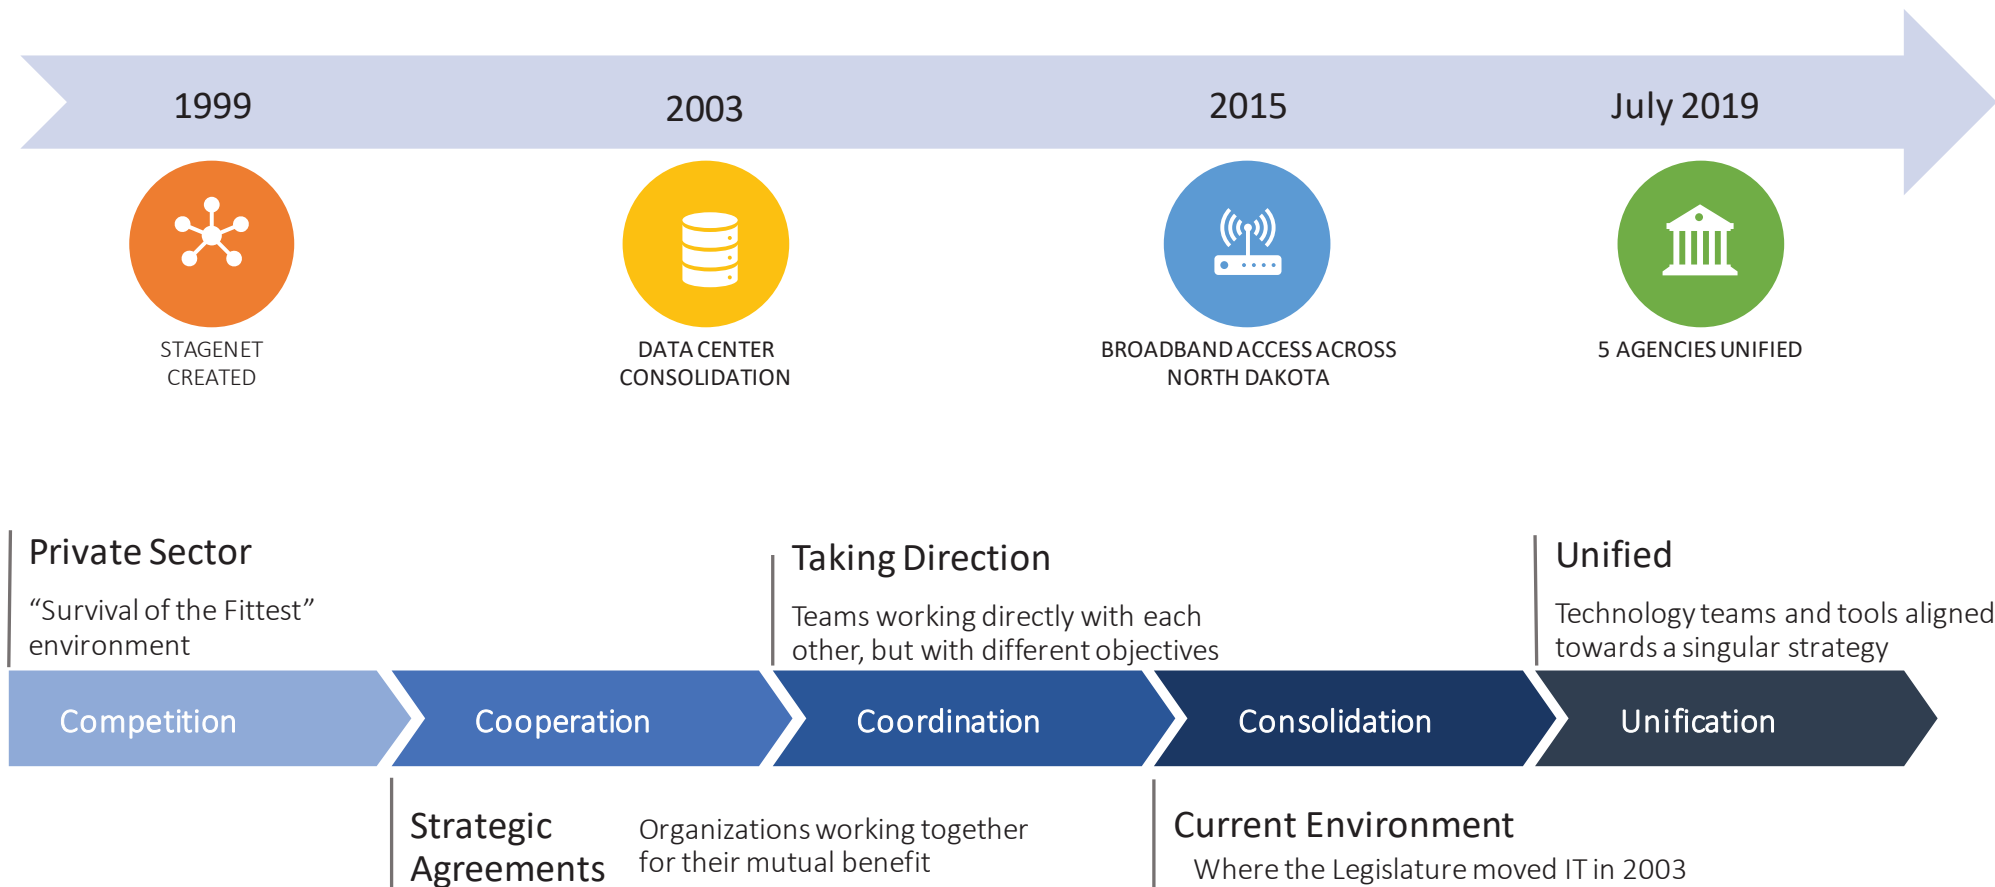 1999
2003
2015
July 2019
STAGENET
CREATED
DATA CENTER
CONSOLIDATION
BROADBAND ACCESS ACROSS
NORTH DAKOTA
5 AGENCIES UNIFIED
Private Sector
“Survival of the Fittest”
environment
Taking Direction
Teams working directly with each
other, but with different objectives
Unified
Technology teams and tools aligned
towards a singular strategy
Competition
Cooperation
Coordination
Consolidation
Unification
Strategic
Agreements
Organizations working together
for their mutual benefit
Current Environment
Where the Legislature moved IT in 2003